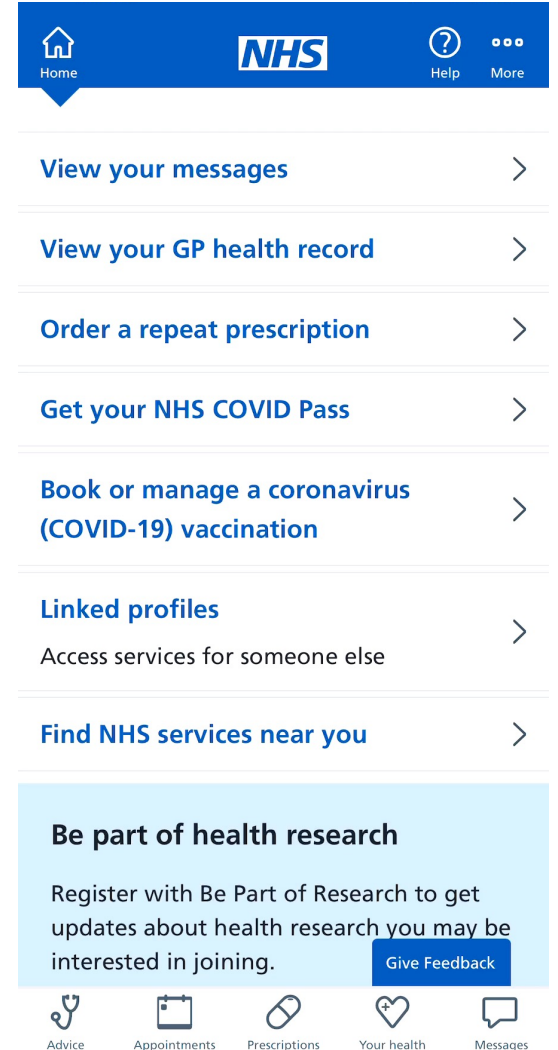 NHS
Home
Help
More
View your messages
View your GP health record
Order a repeat prescription
Get your NHS COVID Pass
Book or manage a coronavirus
(COVID-19) vaccination
Linked profiles
Access services for someone else
Find NHS services near you
Be part of health research
Register with Be Part of Research to get
updates about health research you may be
interested in joining.
Give Feedback
Advice
Appointments
Prescriptions
Your health
Messages